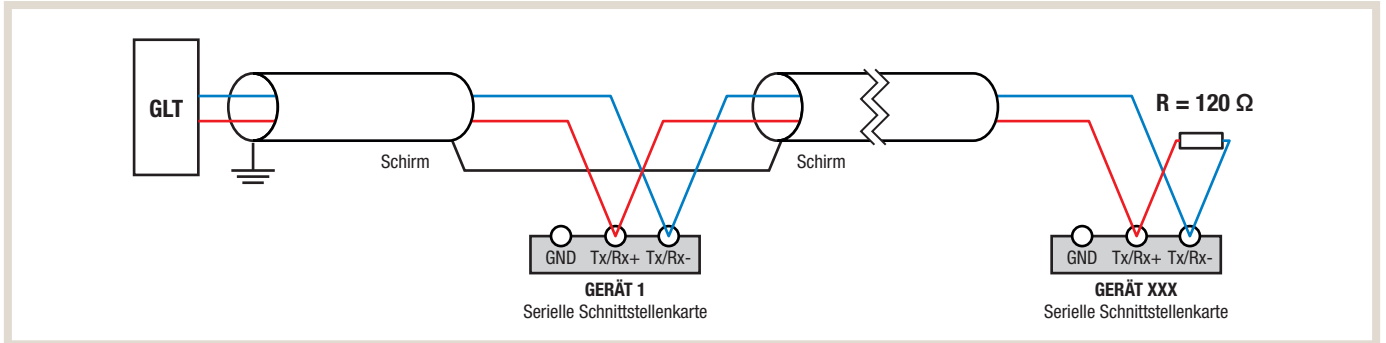 GLT
Schirm
Schirm
R = 120 Ω
GND Tx/Rx+ Tx/Rx-
GERÄT 1
Serielle Schnittstellenkarte
GND Tx/Rx+ Tx/Rx-
GERÄT XXX
Serielle Schnittstellenkarte